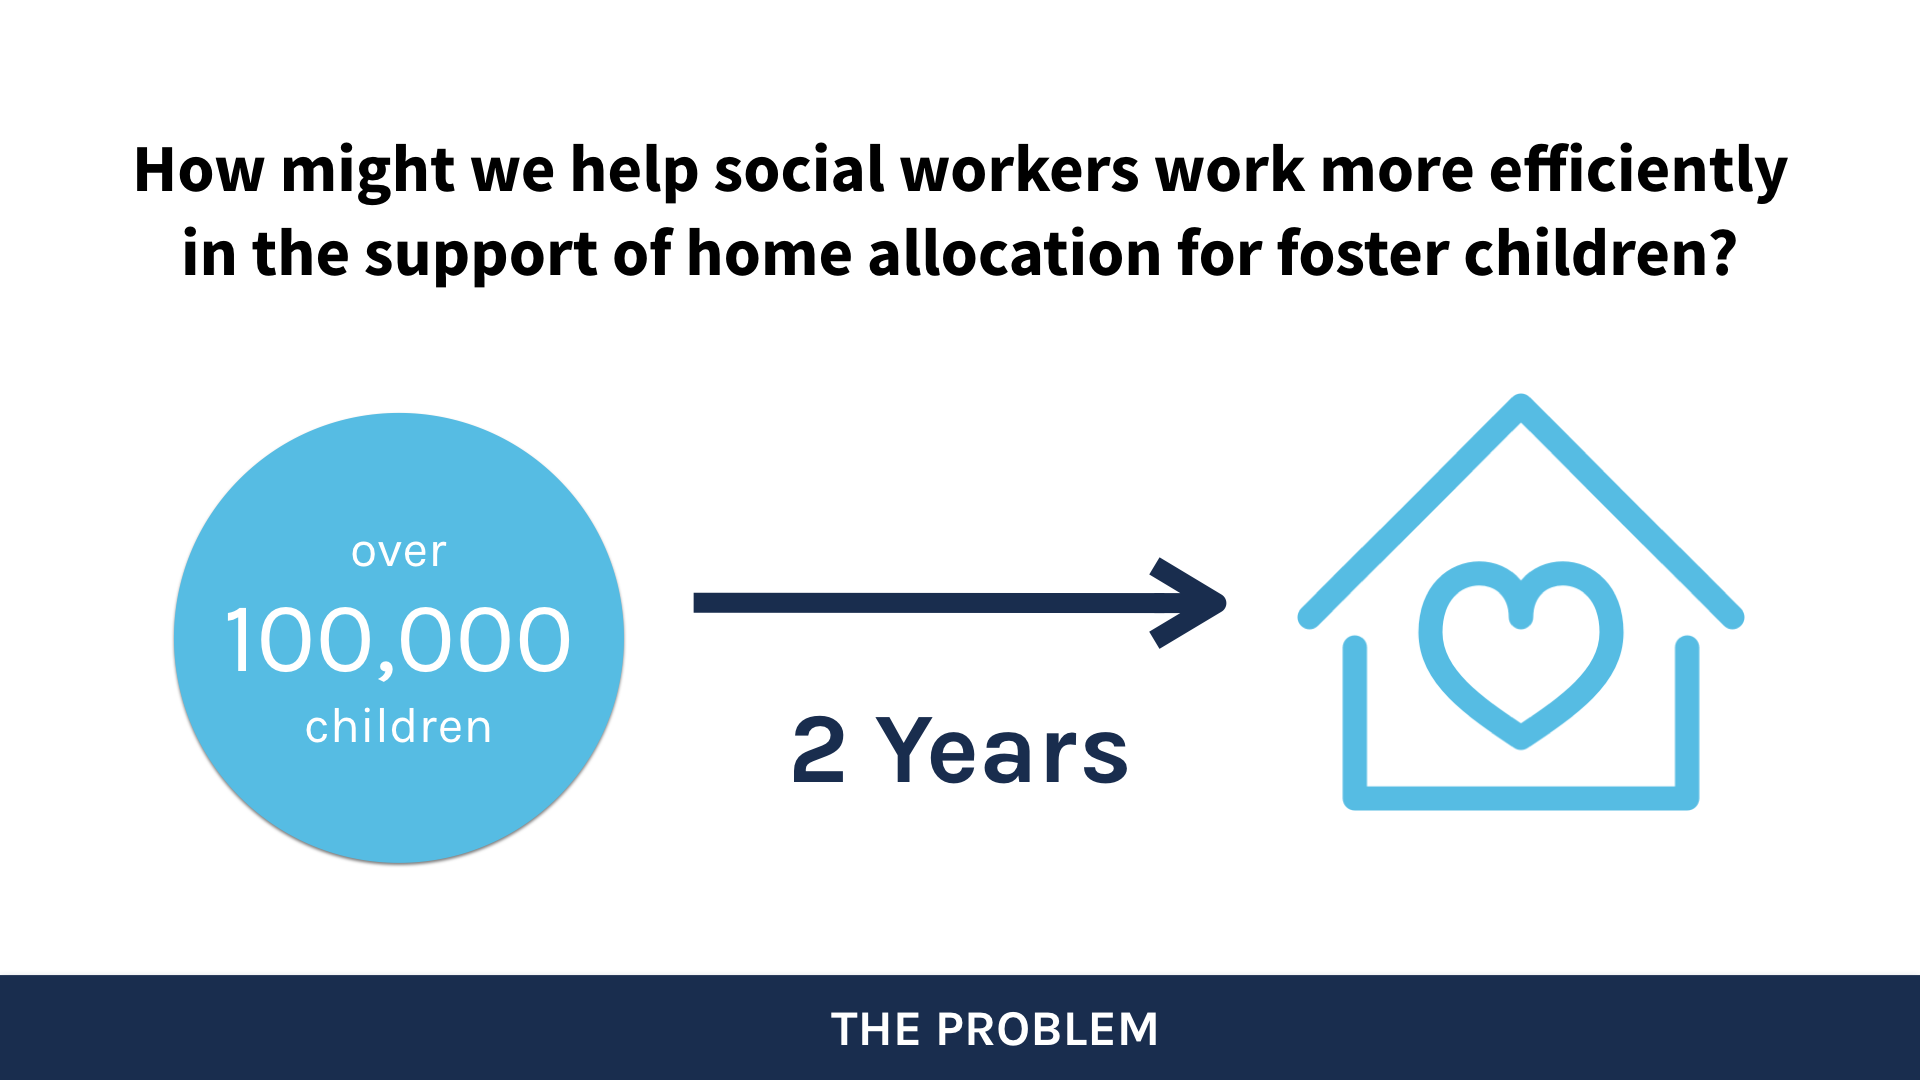 How might we help social workers work more efficiently
in the support of home allocation for foster children?
over
100,000
children
2 Years
THE PROBLEM